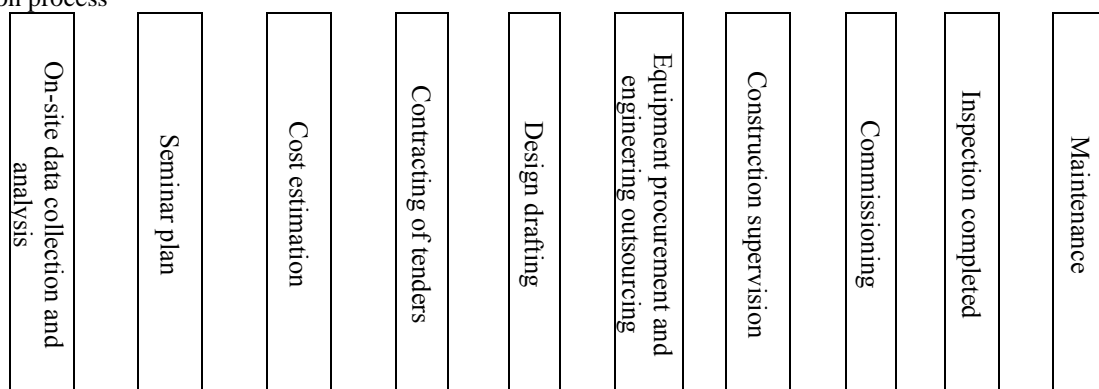 on process
On-site data collection and
analysis
Seminar plan
Cost estimation
Contracting of tenders
Design drafting
Equipment procurement and
engineering outsourcing
Construction supervision
Commissioning
Inspection completed
Maintenance